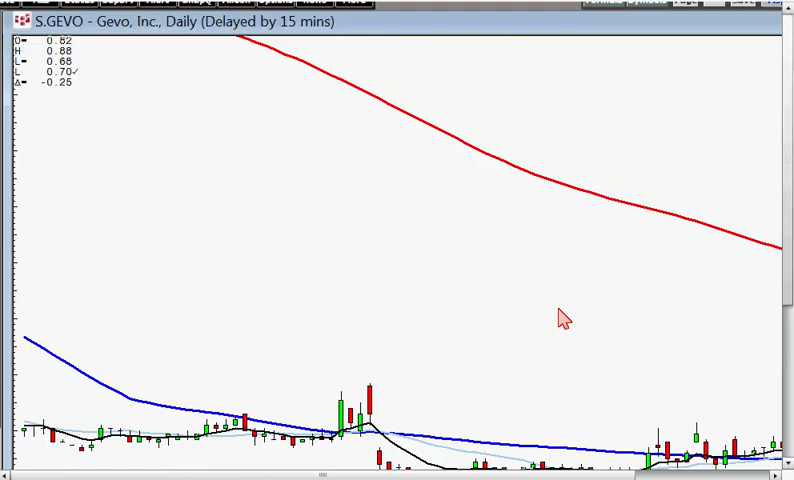 S.GEVO - Gevo, Inc., Daily (Delayed by 15 mins)
O= 0.82
H 0.88
L= 0.68
L 0.70✓
Δ= -0.25